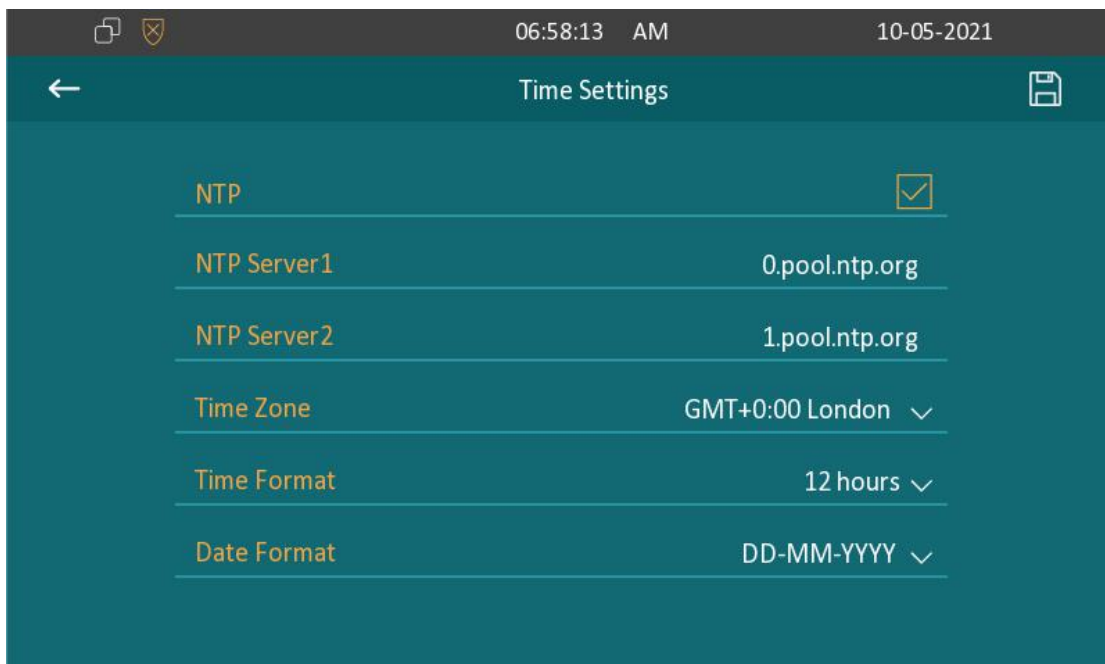 06:58:13 AM 10-05-2021
Time Settings
NTP
NTP Server1 0.pool.ntp.org
NTP Server2 1.pool.ntp.org
Time Zone GMT+0:00 London
Time Format 12 hours
Date Format DD-MM-YYYY